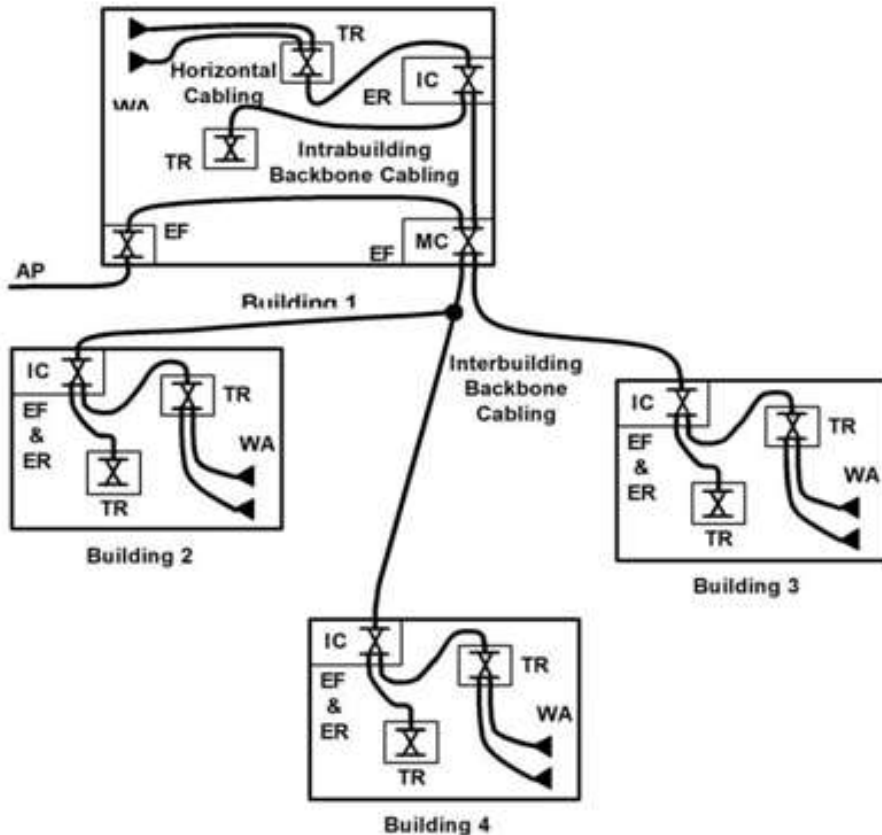 TR
IC
Horizontal
Cabling
ER
WA
TR
Intrabuilding
Backbone Cabling
EF
MC
EF
AP
Building 1
IC
TR
EF
&
ER
WA
TR
Building 2
Interbuilding
Backbone
Cabling
IC
TR
EF
&
ER
WA
TR
Building 3
IC
TR
EF
&
ER
WA
TR
Building 4